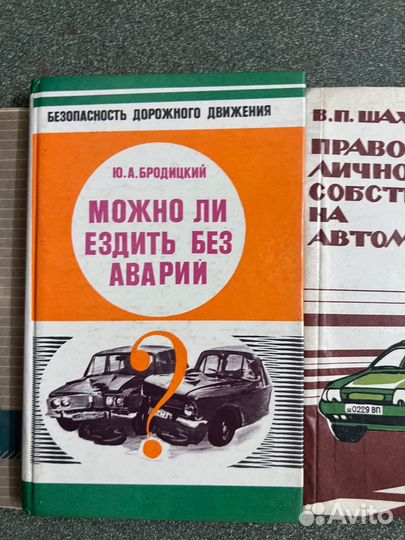 БЕЗОПАСНОСТЬ ДОРОЖНОГО ДВИЖЕНИЯ
Ю.А.БРОДИЦКИЙ
МОЖНО ЛИ
ЕЗДИТЬ БЕЗ
АВАРИЙ
?
В.П. ШАХ
ПРАВО
ЛИЧНО
СОБСТ
НА
АВТОМ
0229 ВП
Avito